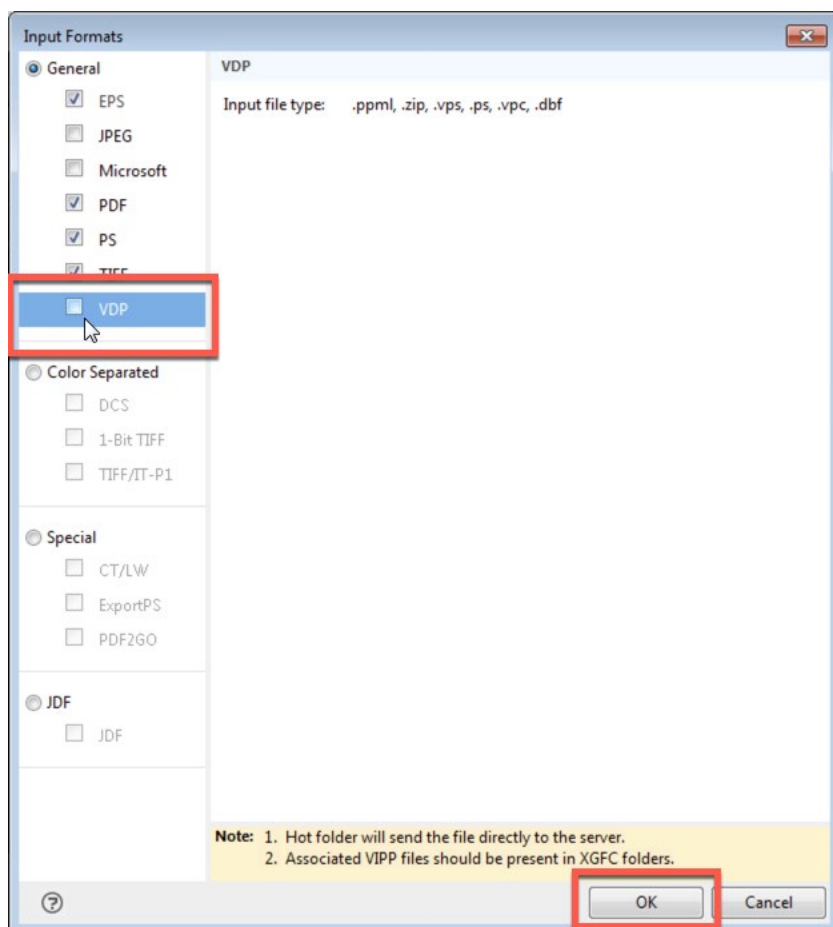 Input Formats
General
EPS
JPEG
Microsoft
PDF
PS
TIFF
VDP
Color Separated
DCS
1-Bit TIFF
TIFF/IT-P1
Special
CT/LW
ExportPS
PDF2GO
JDF
JDF
VDP
Input file type: .ppml, .zip, .vps, .ps, .vpc, .dbf
Note: 1. Hot folder will send the file directly to the server.
2. Associated VIPP files should be present in XGFC folders.
?
OK
Cancel